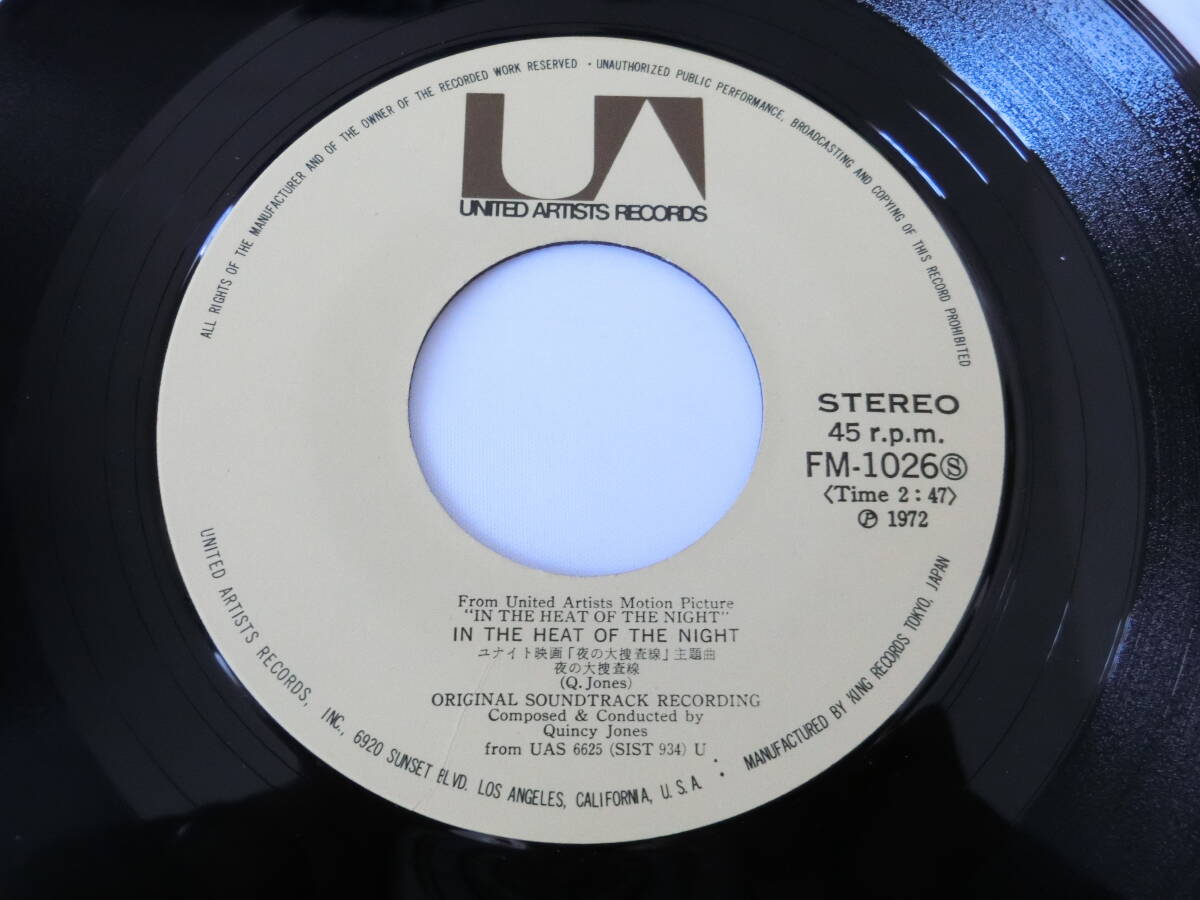 ALL RIGHTS OF THE MANUFACTURER AND OF THE OWNER OF THE RECORDED WORK RESERVED · UNAUTHORIZED PUBLIC PERFORMANCE, BROADCASTING AND COPYING OF THIS RECORD PROHIBITED
UA
UNITED ARTISTS RECORDS
STEREO
45 r.p.m.
FM-1026Ⓢ
〈Time 2:47〉
℗ 1972
From United Artists Motion Picture
"IN THE HEAT OF THE NIGHT"
IN THE HEAT OF THE NIGHT
ユナイト映画「夜の大捜査線」主題曲
夜の大捜査線
(Q. Jones)
ORIGINAL SOUNDTRACK RECORDING
Composed & Conducted by
Quincy Jones
from UAS 6625 (SIST 934) U
UNITED ARTISTS RECORDS, INC, 6920 SUNSET BLVD. LOS ANGELES, CALIFORNIA, U.S.A. · MANUFACTURED BY KING RECORDS TOKYO, JAPAN